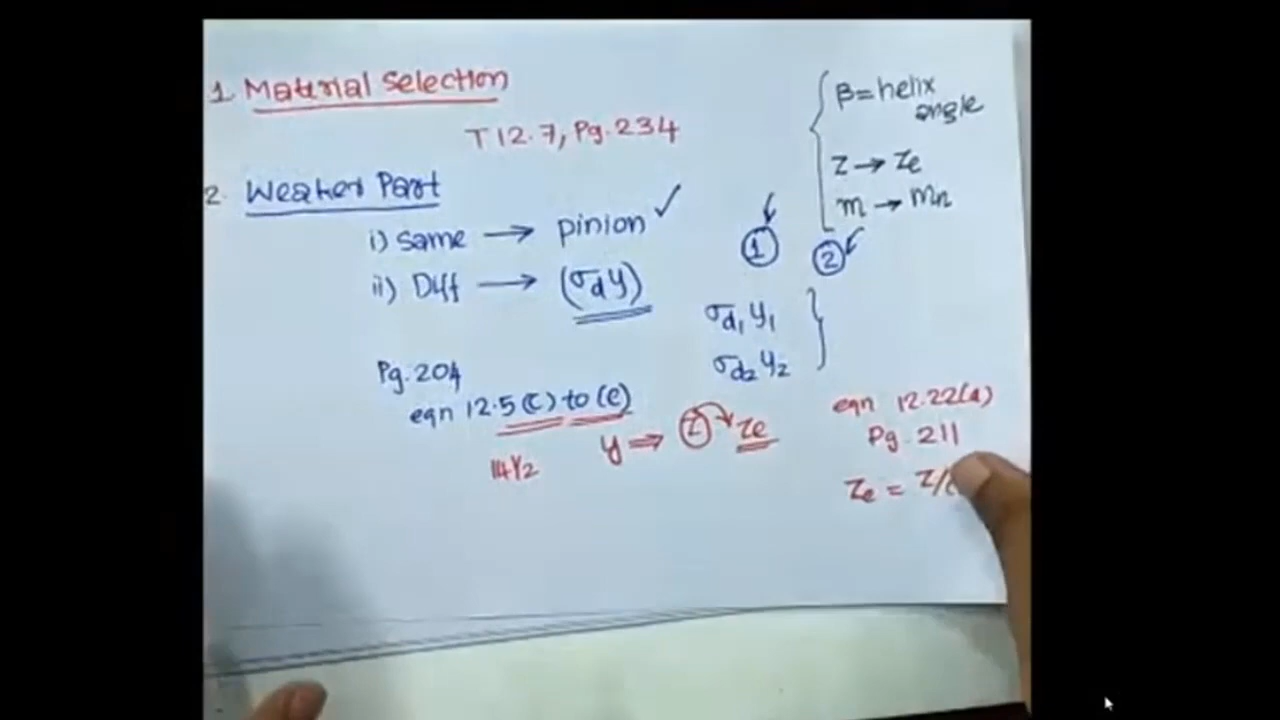 1. Material Selection
T 12.7, Pg. 234
2. Weaker Part
i) Same → pinion ✓
ii) Diff → (σd y)
Pg. 204
eqn 12.5 (c) to (e)
14½
y ⇒ z → ze
β = helix
angle
z → ze
m → mn
1 2
σd1 y1
σd2 y2
eqn 12.22(a)
Pg. 211
ze = z/